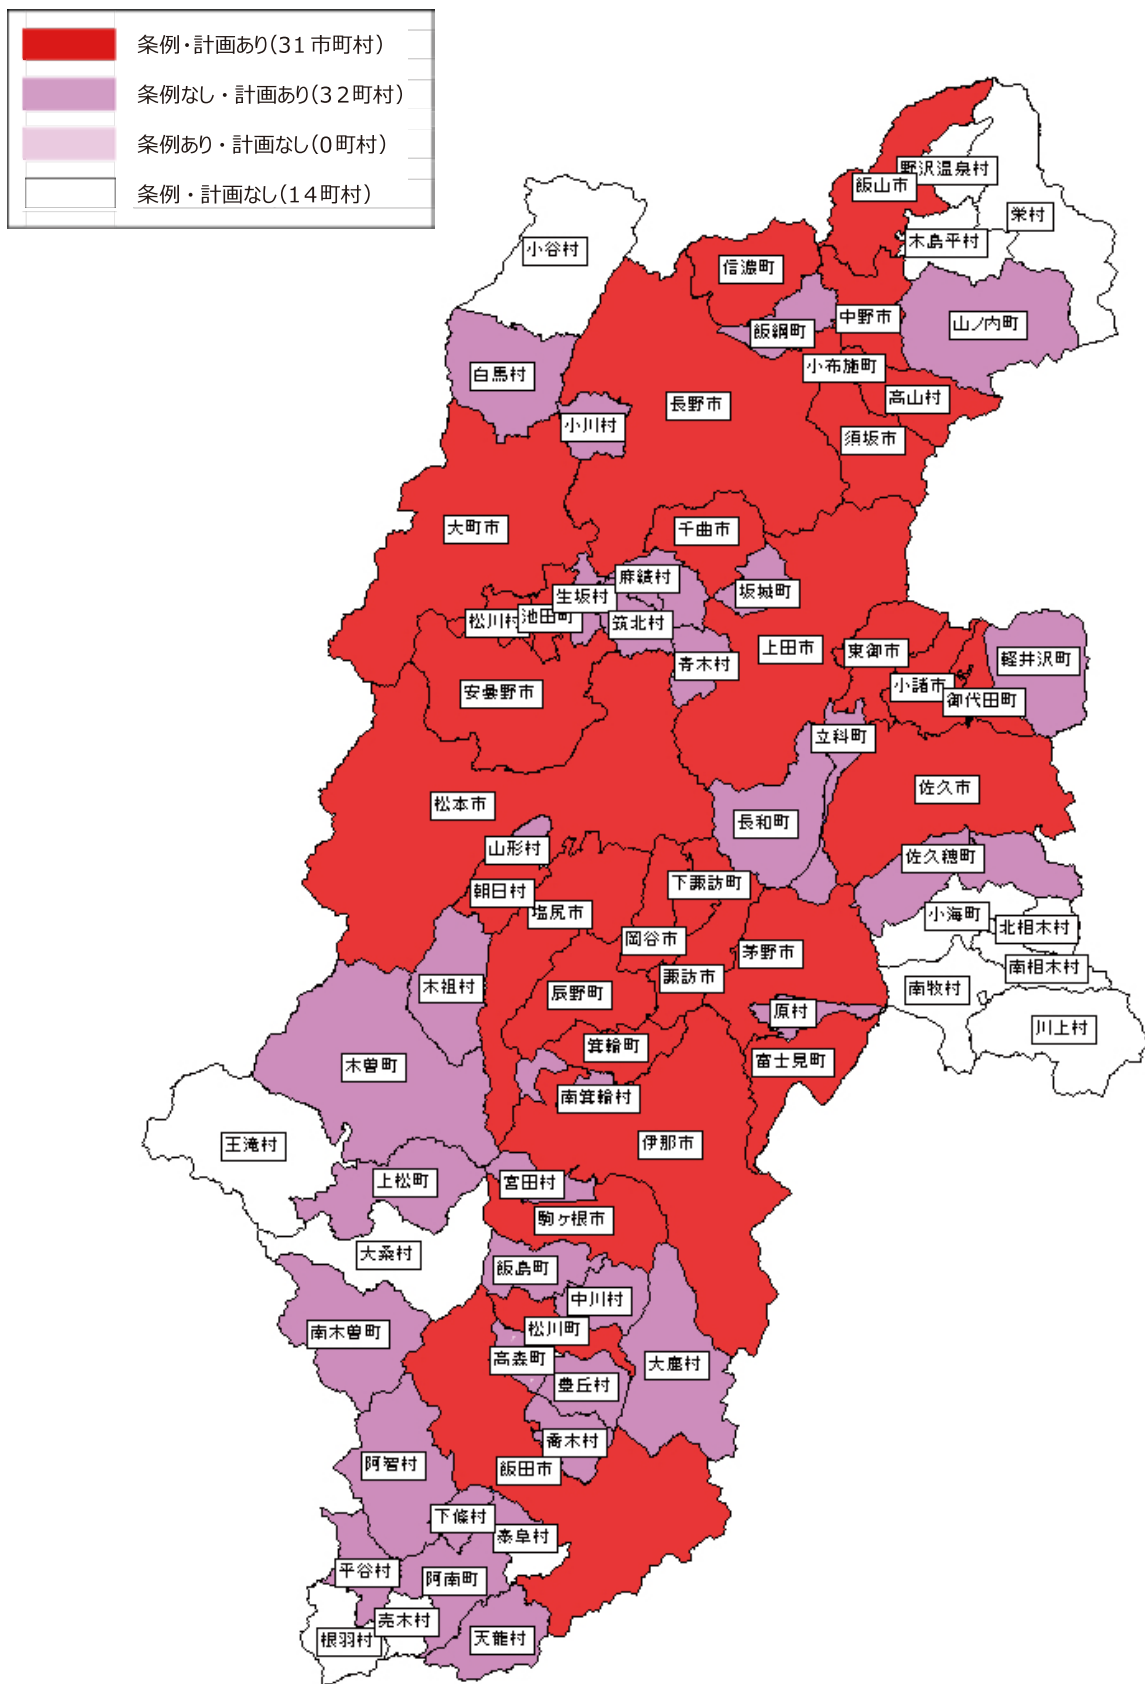 条例・計画あり(31市町村)
条例なし・計画あり(32町村)
条例あり・計画なし(0町村)
条例・計画なし(14町村)
野沢温泉村
飯山市
栄村
木島平村
小谷村
信濃町
中野市
山ノ内町
飯綱町
小布施町
白馬村
高山村
長野市
小川村
須坂市
大町市
千曲市
麻績村
坂城町
生坂村
松川村
池田町
筑北村
上田市
東御市
軽井沢町
青木村
小諸市
安曇野市
御代田町
立科町
佐久市
松本市
長和町
山形村
佐久穂町
下諏訪町
朝日村
塩尻市
小海町
北相木村
岡谷市
茅野市
南相木村
諏訪市
木祖村
辰野町
南牧村
原村
川上村
箕輪町
富士見町
木曽町
南箕輪村
王滝村
伊那市
上松町
宮田村
駒ヶ根市
大桑村
飯島町
中川村
南木曽町
松川町
高森町
大鹿村
豊丘村
喬木村
阿智村
飯田市
下條村
泰阜村
平谷村
阿南町
売木村
根羽村
天龍村